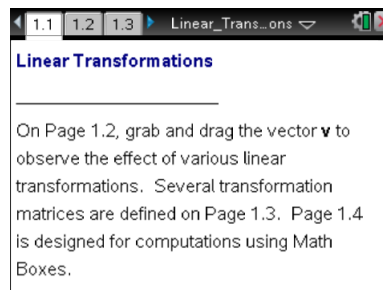 1.1 1.2 1.3 Linear_Trans…ons
Linear Transformations
On Page 1.2, grab and drag the vector v to
observe the effect of various linear
transformations. Several transformation
matrices are defined on Page 1.3. Page 1.4
is designed for computations using Math
Boxes.